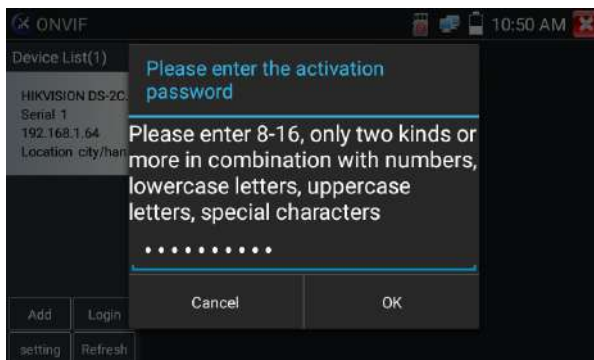 ONVIF
10:50 AM
Device List(1)
HIKVISION DS-2C
Serial 1
192.168.1.64
Location city/han
Please enter the activation
password
Please enter 8-16, only two kinds or
more in combination with numbers,
lowercase letters, uppercase
letters, special characters
• • • • • • • • • •
Cancel
OK
Add
Login
setting
Refresh